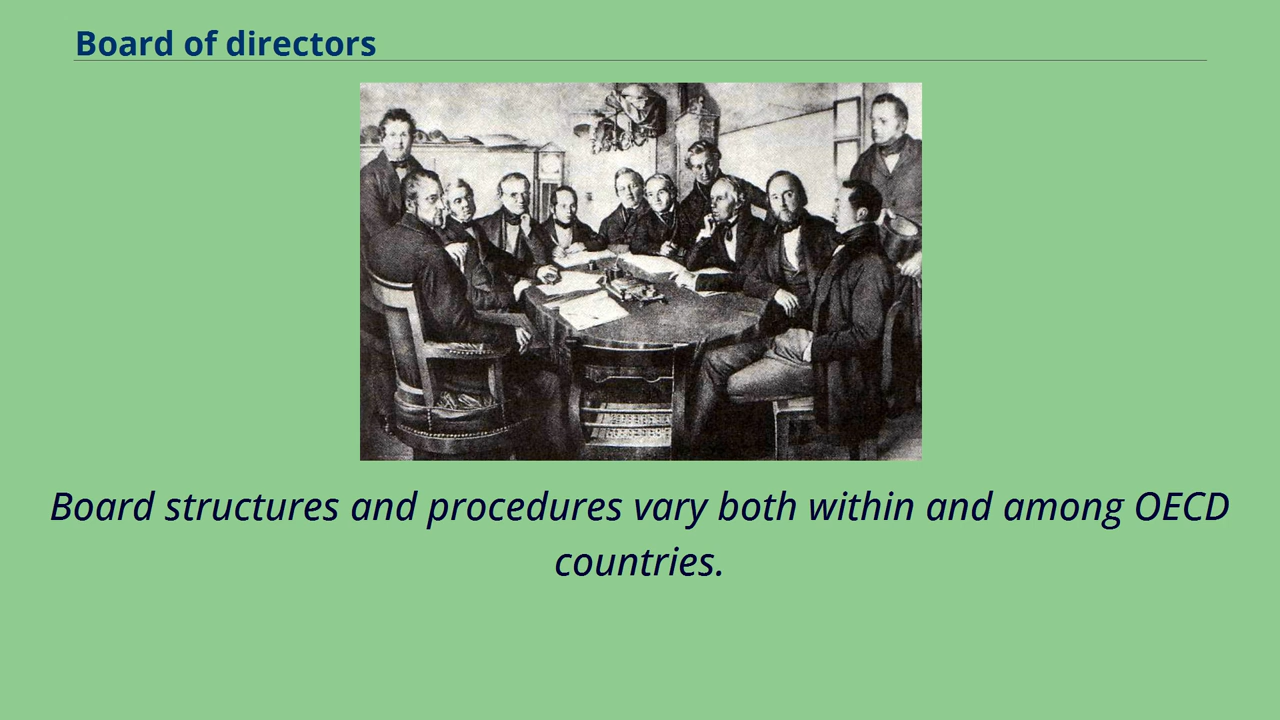 Board of directors
Board structures and procedures vary both within and among OECD
countries.